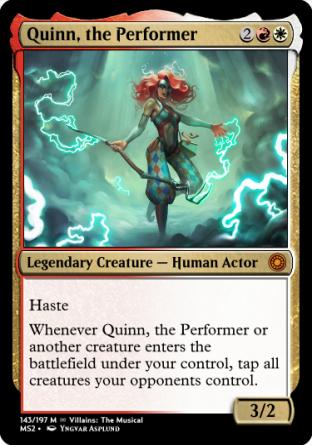 Quinn, the Performer 2
Legendary Creature — Human Actor
Haste
Whenever Quinn, the Performer or
another creature enters the
battlefield under your control, tap all
creatures your opponents control.
3/2
143/197 M ∞ Villains: The Musical
MS2 • Yngvar Asplund